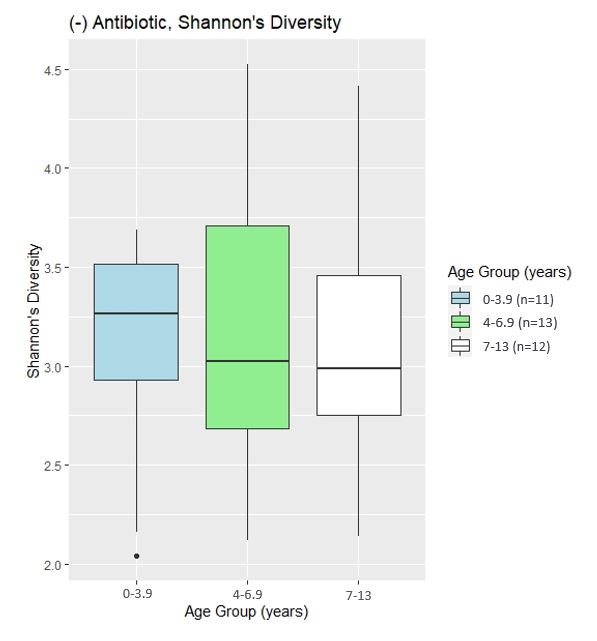 (-) Antibiotic, Shannon's Diversity
Shannon's Diversity
4.5
4.0
3.5
3.0
2.5
2.0
0-3.9 4-6.9 7-13
Age Group (years)
Age Group (years)
0-3.9 (n=11)
4-6.9 (n=13)
7-13 (n=12)